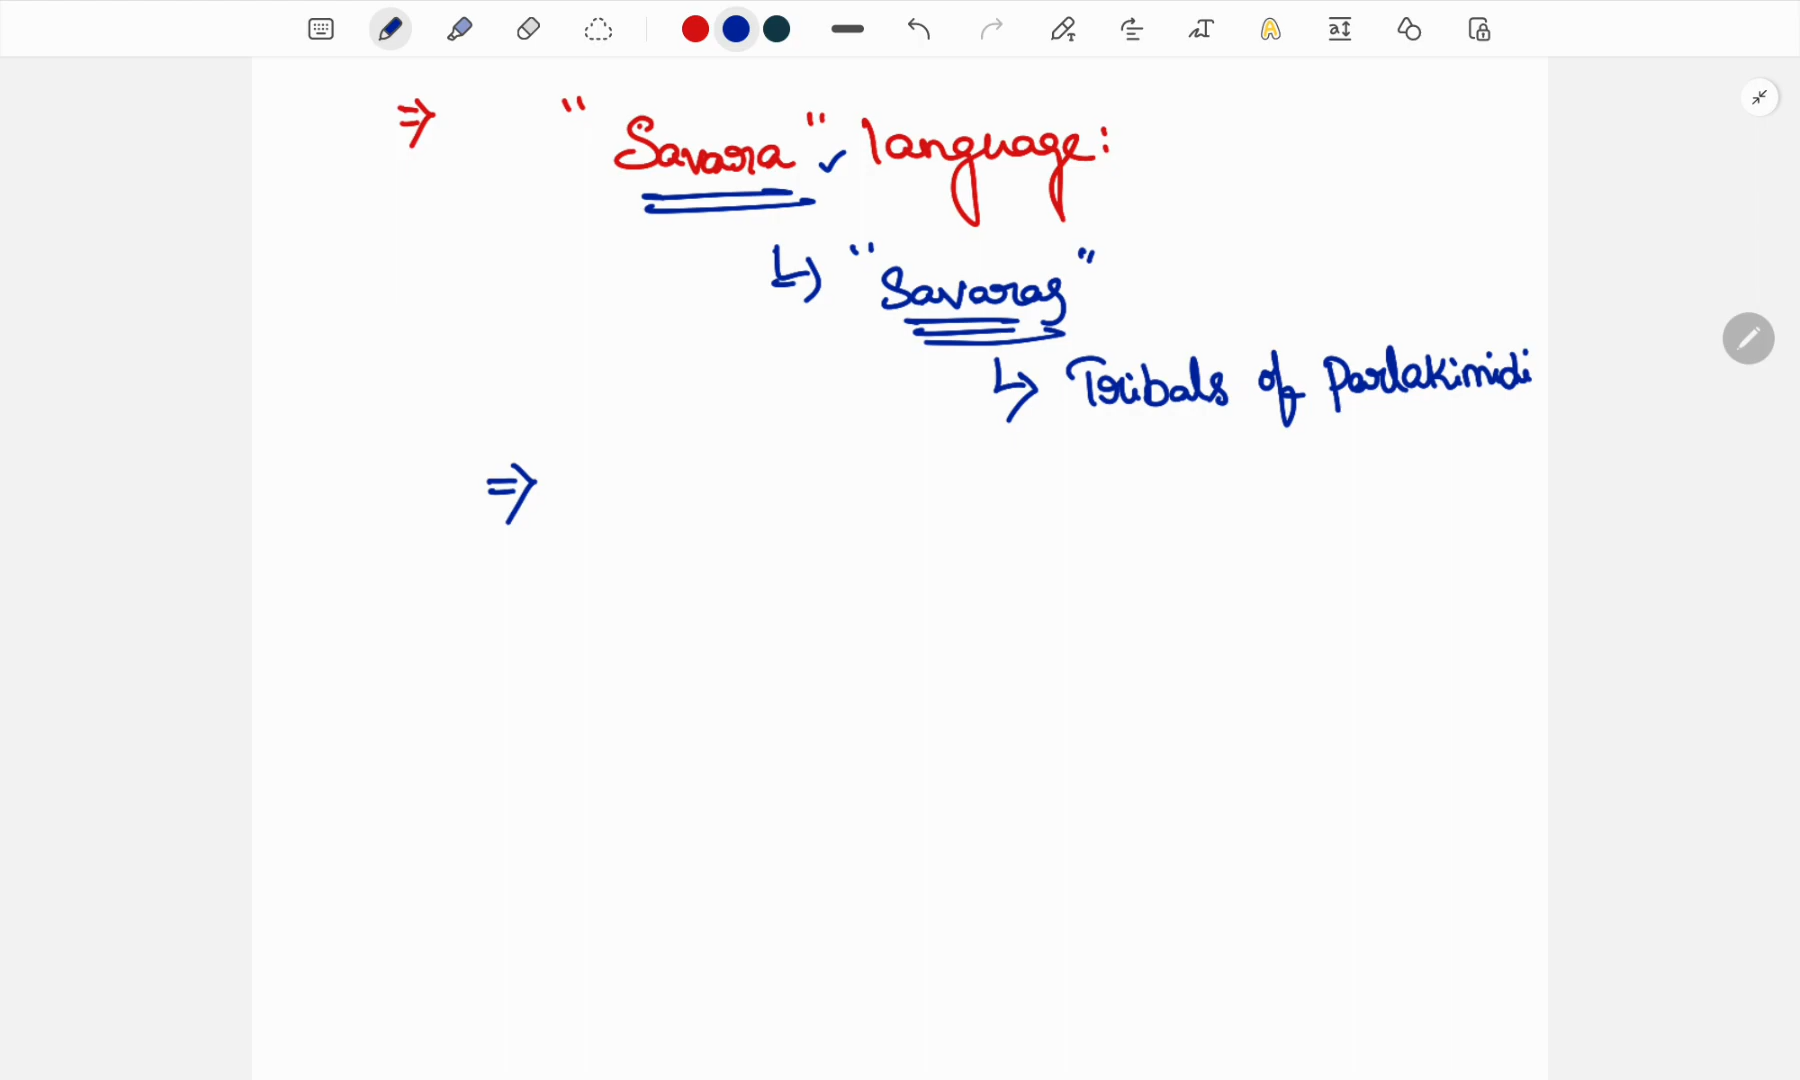 ⇒ "Savara" ✓ language:
↳ "Savaras"
↳ Tribals of Parlakimidi
⇒